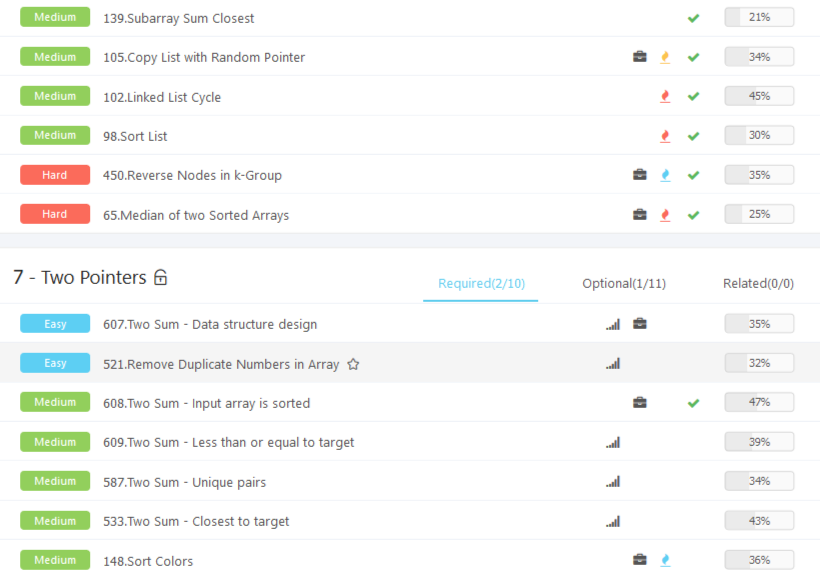 Medium 139.Subarray Sum Closest 21%
Medium 105.Copy List with Random Pointer 34%
Medium 102.Linked List Cycle 45%
Medium 98.Sort List 30%
Hard 450.Reverse Nodes in k-Group 35%
Hard 65.Median of two Sorted Arrays 25%
7 - Two Pointers Required(2/10) Optional(1/11) Related(0/0)
Easy 607.Two Sum - Data structure design 35%
Easy 521.Remove Duplicate Numbers in Array 32%
Medium 608.Two Sum - Input array is sorted 47%
Medium 609.Two Sum - Less than or equal to target 39%
Medium 587.Two Sum - Unique pairs 34%
Medium 533.Two Sum - Closest to target 43%
Medium 148.Sort Colors 36%